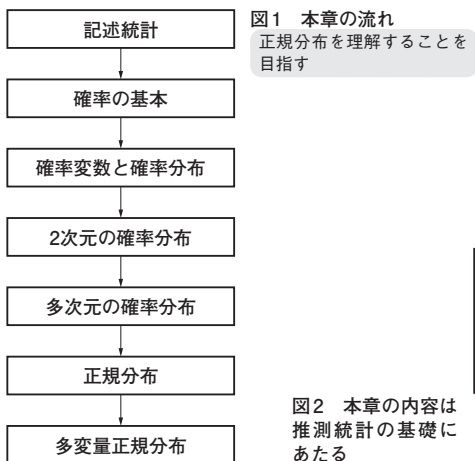 記述統計
確率の基本
確率変数と確率分布
2次元の確率分布
多次元の確率分布
正規分布
多変量正規分布
図1　本章の流れ
正規分布を理解することを
目指す
図2　本章の内容は
推測統計の基礎に
あたる